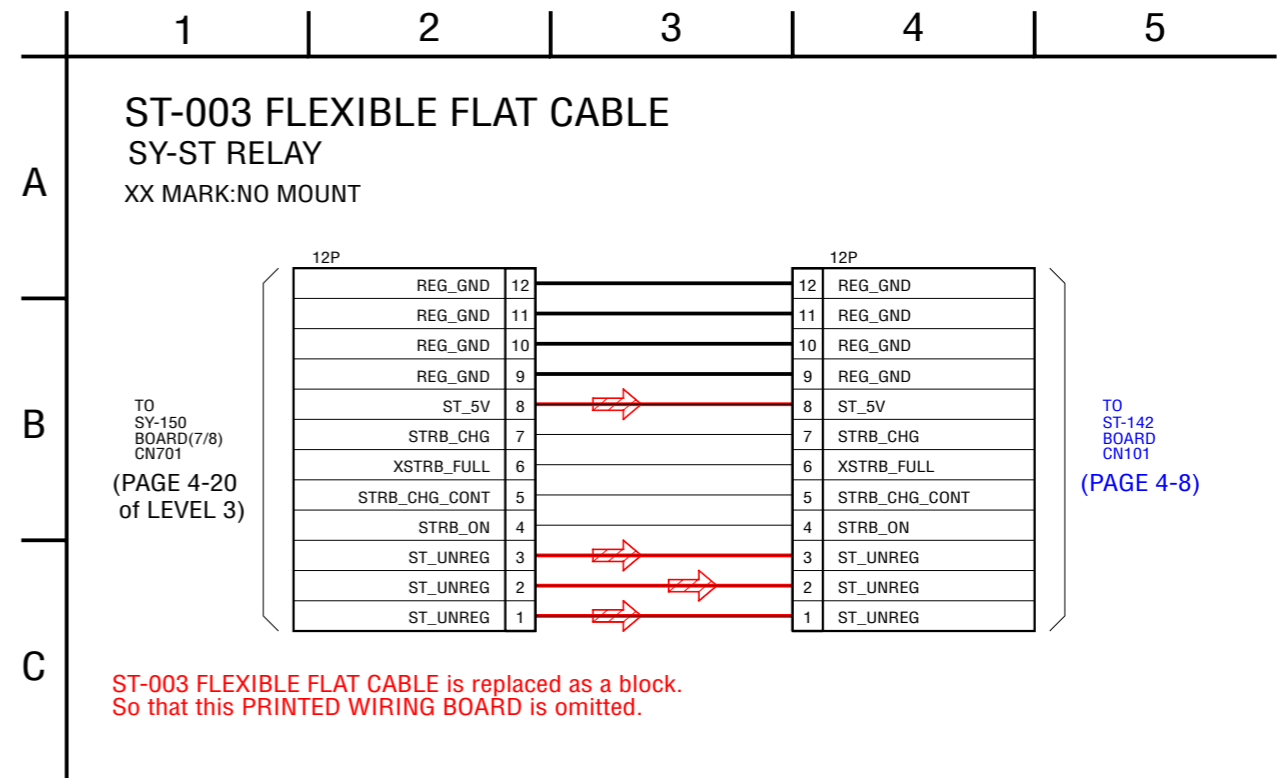 1 2 3 4 5
A
ST-003 FLEXIBLE FLAT CABLE
SY-ST RELAY
XX MARK:NO MOUNT
12P 12P
REG_GND 12 12 REG_GND
REG_GND 11 11 REG_GND
REG_GND 10 10 REG_GND
REG_GND 9 9 REG_GND
ST_5V 8 8 ST_5V
STRB_CHG 7 7 STRB_CHG
XSTRB_FULL 6 6 XSTRB_FULL
STRB_CHG_CONT 5 5 STRB_CHG_CONT
STRB_ON 4 4 STRB_ON
ST_UNREG 3 3 ST_UNREG
ST_UNREG 2 2 ST_UNREG
ST_UNREG 1 1 ST_UNREG
B
TO
SY-150
BOARD(7/8)
CN701
(PAGE 4-20
of LEVEL 3)
TO
ST-142
BOARD
CN101
(PAGE 4-8)
C
ST-003 FLEXIBLE FLAT CABLE is replaced as a block.
So that this PRINTED WIRING BOARD is omitted.